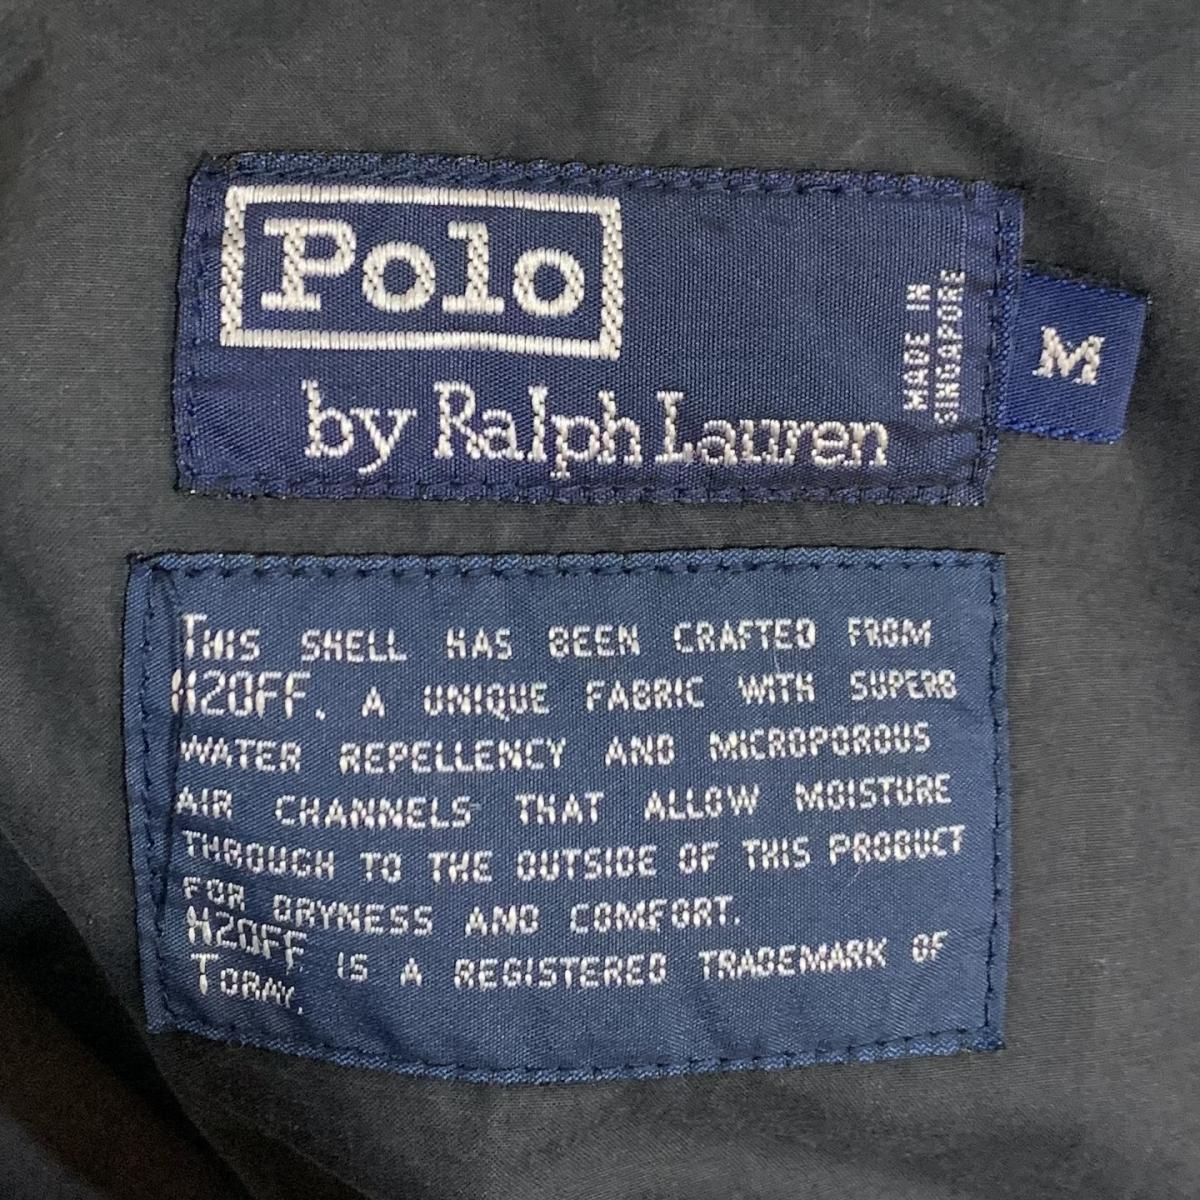 Polo
by Ralph Lauren
MADE IN
SINGAPORE
M
THIS SHELL HAS BEEN CRAFTED FROM
H2OFF. A UNIQUE FABRIC WITH SUPERB
WATER REPELLENCY AND MICROPOROUS
AIR CHANNELS THAT ALLOW MOISTURE
THROUGH TO THE OUTSIDE OF THIS PRODUCT
FOR DRYNESS AND COMFORT.
H2OFF IS A REGISTERED TRADEMARK OF
TORAY.